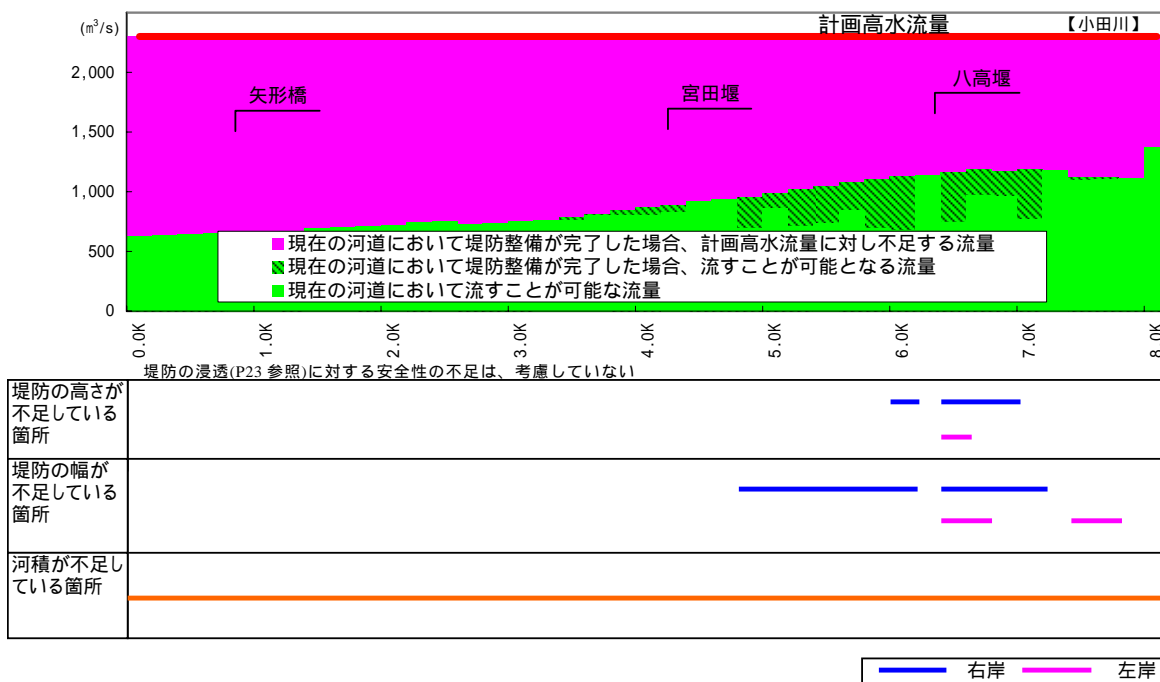 (m³/s)
計画高水流量
【小田川】
2,000
1,500
1,000
500
0
矢形橋
宮田堰
八高堰
現在の河道において堤防整備が完了した場合、計画高水流量に対し不足する流量
現在の河道において堤防整備が完了した場合、流すことが可能となる流量
現在の河道において流すことが可能な流量
0.0K
1.0K
2.0K
3.0K
4.0K
5.0K
6.0K
7.0K
8.0K
堤防の浸透(P23 参照)に対する安全性の不足は、考慮していない
堤防の高さが
不足している
箇所
堤防の幅が
不足している
箇所
河積が不足し
ている箇所
右岸
左岸